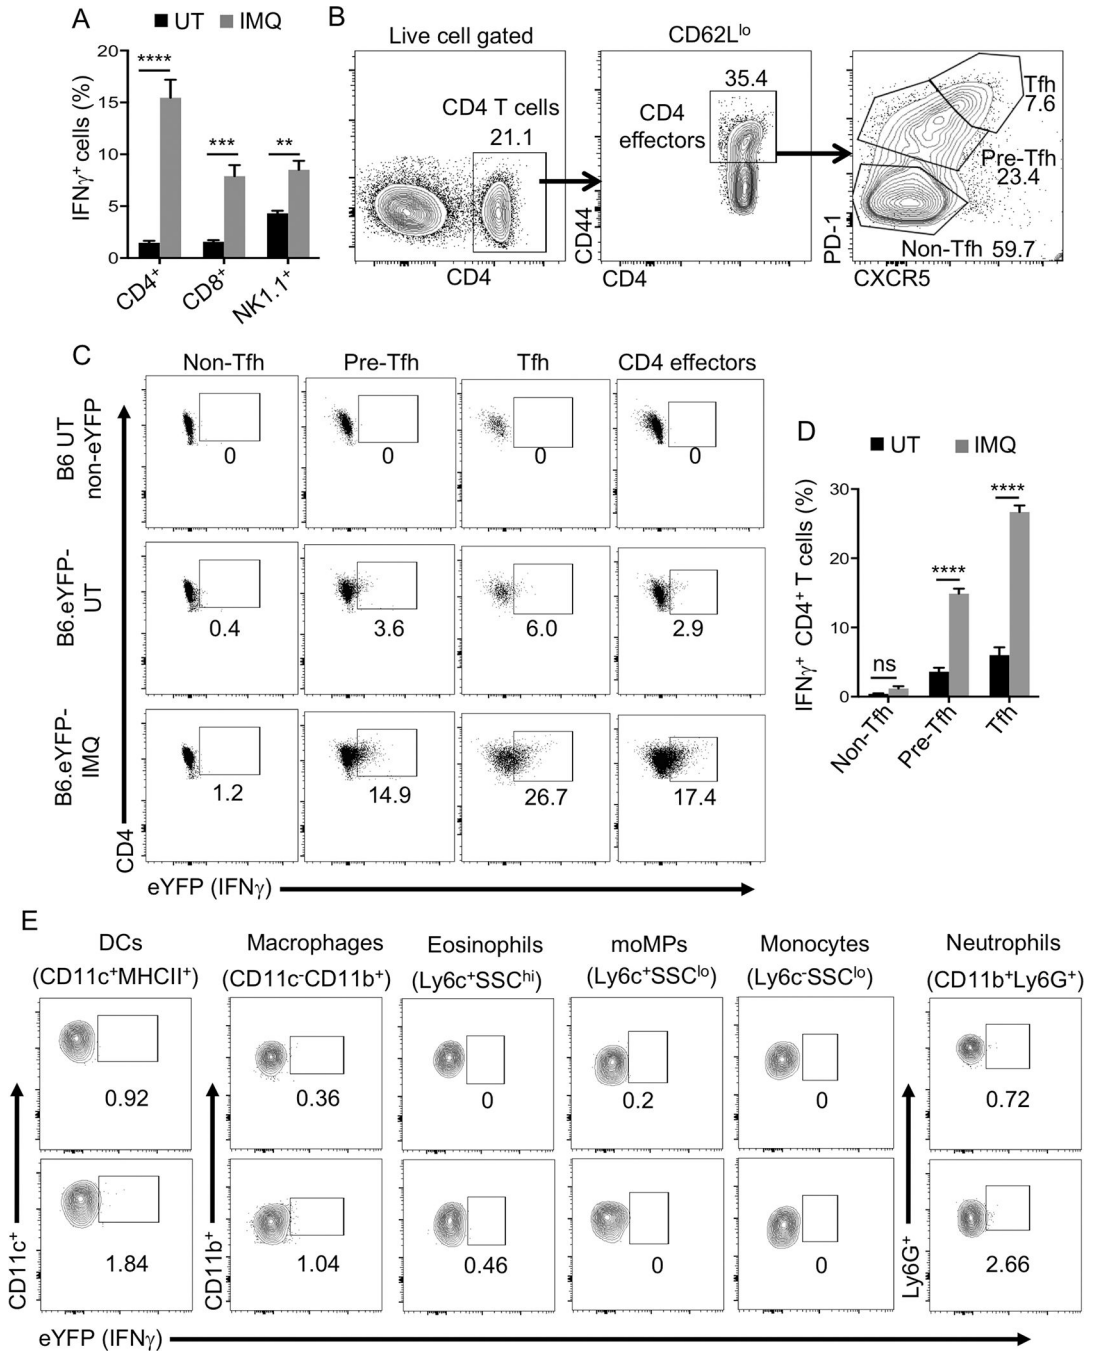 A
UT IMQ
IFNγ⁺ cells (%)
20
15
10
5
0
**** *** **
CD4⁺ CD8⁺ NK1.1⁺
B
Live cell gated
CD4 T cells
21.1
CD4
CD62Lˡᵒ
35.4
CD4
effectors
CD44
CD4
Tfh
7.6
Pre-Tfh
23.4
Non-Tfh 59.7
PD-1
CXCR5
C
Non-Tfh Pre-Tfh Tfh CD4 effectors
B6 UT
non-eYFP
0 0 0 0
B6.eYFP-
UT
0.4 3.6 6.0 2.9
B6.eYFP-
IMQ
1.2 14.9 26.7 17.4
CD4
eYFP (IFNγ)
D
UT IMQ
IFNγ⁺ CD4⁺ T cells (%)
30
20
10
0
ns **** ****
Non-Tfh Pre-Tfh Tfh
E
DCs Macrophages Eosinophils moMPs Monocytes Neutrophils
(CD11c⁺MHCII⁺) (CD11c⁻CD11b⁺) (Ly6c⁺SSCʰⁱ) (Ly6c⁺SSCˡᵒ) (Ly6c⁻SSCˡᵒ) (CD11b⁺Ly6G⁺)
0.92 0.36 0 0.2 0 0.72
1.84 1.04 0.46 0 0 2.66
CD11c⁺ CD11b⁺ Ly6G⁺
eYFP (IFNγ)